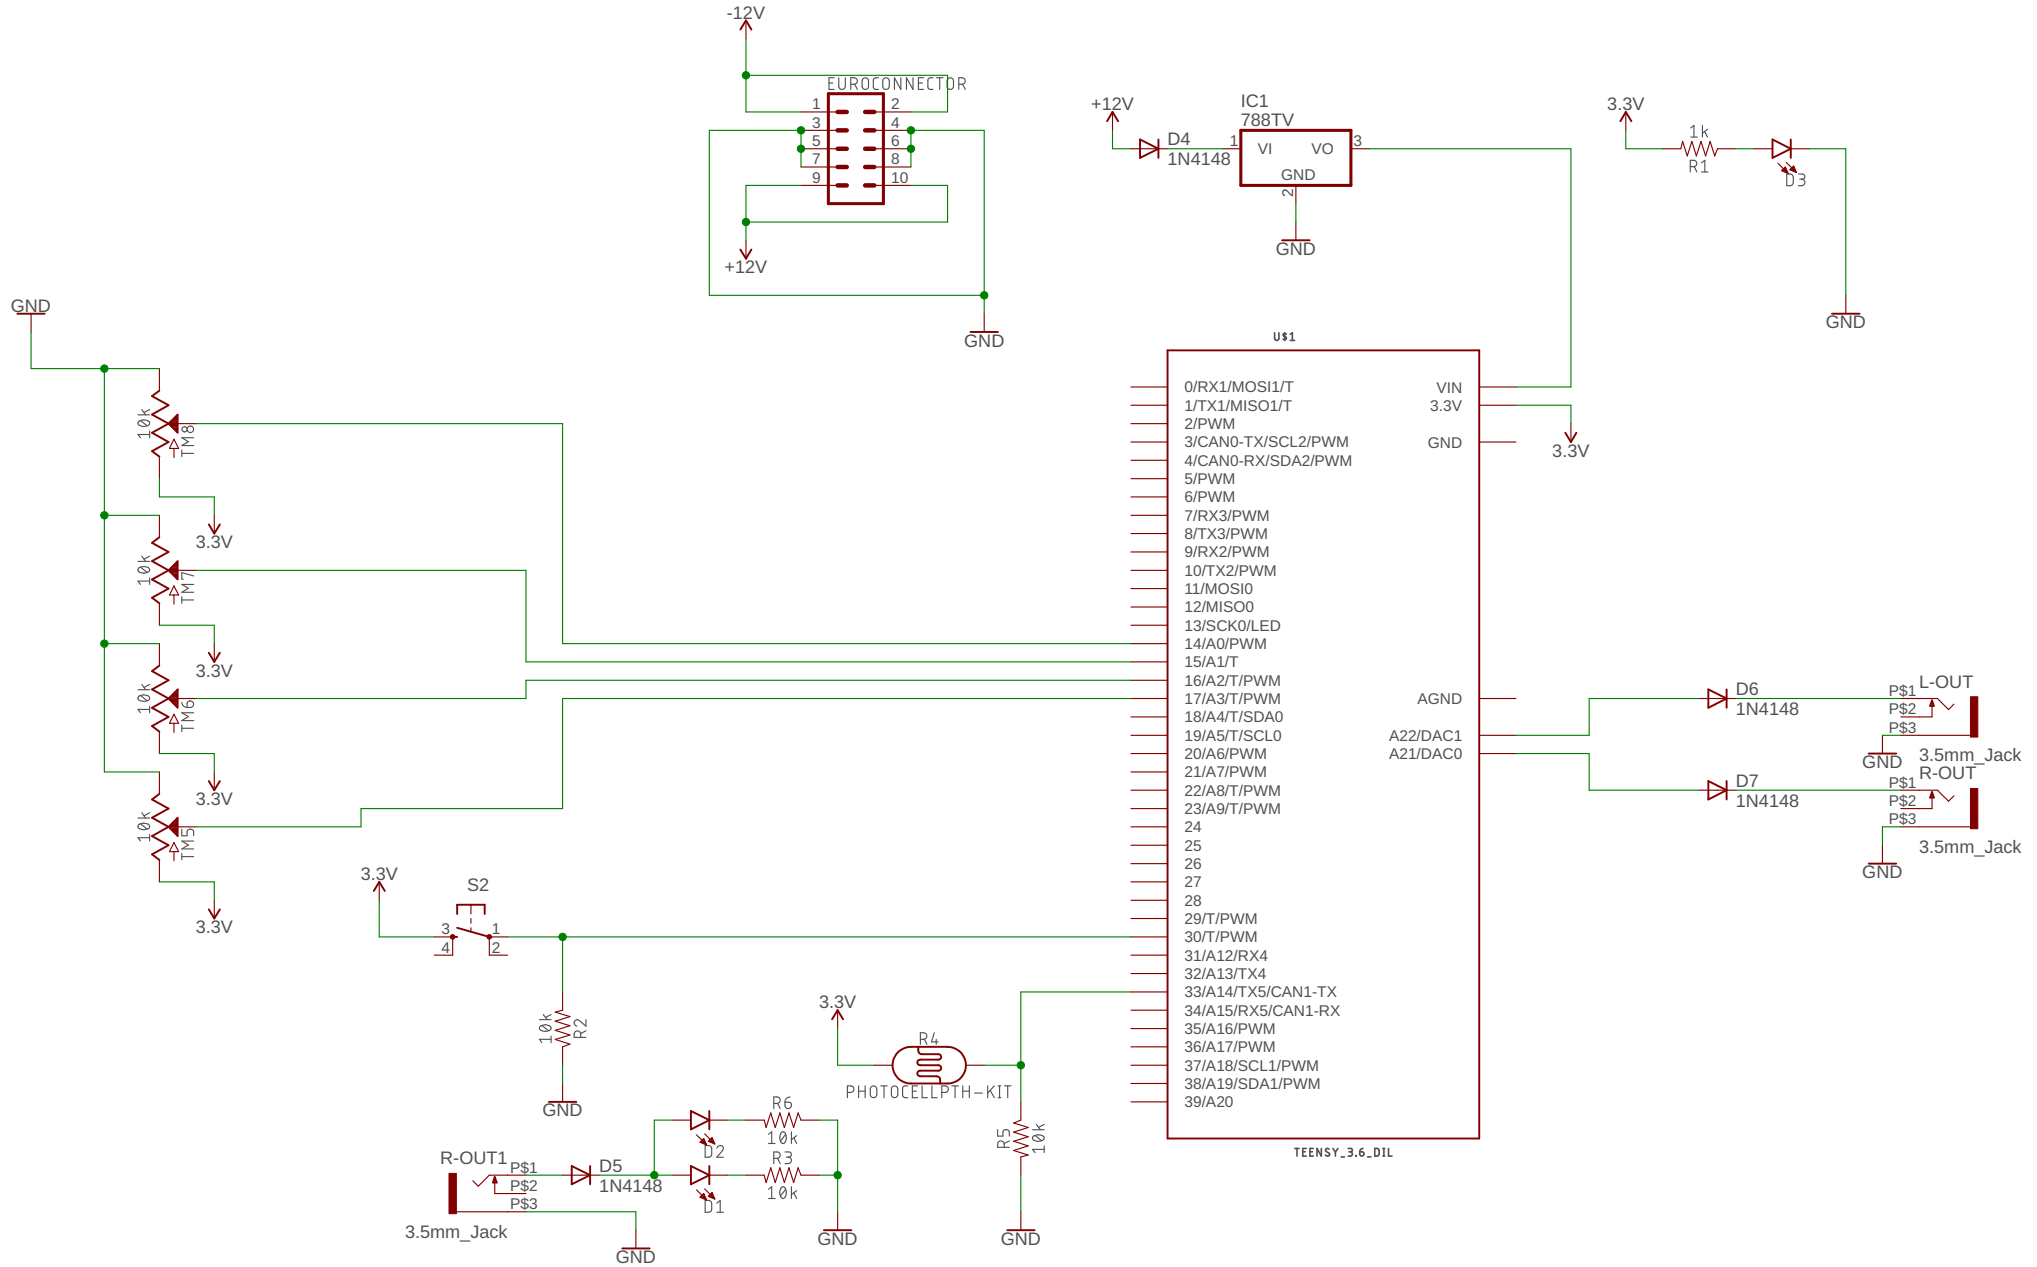 -12V
EUROCONNECTOR
1 2
3 4
5 6
7 8
9 10
+12V
GND
+12V
D4
1N4148
IC1
788TV
1 VI VO 3
GND
2
GND
3.3V
1k
R1
D3
GND
GND
10k
TM8
3.3V
10k
TM7
3.3V
10k
TM6
3.3V
10k
TM5
3.3V
U$1
0/RX1/MOSI1/T
1/TX1/MISO1/T
2/PWM
3/CAN0-TX/SCL2/PWM
4/CAN0-RX/SDA2/PWM
5/PWM
6/PWM
7/RX3/PWM
8/TX3/PWM
9/RX2/PWM
10/TX2/PWM
11/MOSI0
12/MISO0
13/SCK0/LED
14/A0/PWM
15/A1/T
16/A2/T/PWM
17/A3/T/PWM
18/A4/T/SDA0
19/A5/T/SCL0
20/A6/PWM
21/A7/PWM
22/A8/T/PWM
23/A9/T/PWM
24
25
26
27
28
29/T/PWM
30/T/PWM
31/A12/RX4
32/A13/TX4
33/A14/TX5/CAN1-TX
34/A15/RX5/CAN1-RX
35/A16/PWM
36/A17/PWM
37/A18/SCL1/PWM
38/A19/SDA1/PWM
39/A20
VIN
3.3V
GND
3.3V
AGND
A22/DAC1
A21/DAC0
TEENSY_3.6_DIL
D6
1N4148
P$1
P$2
P$3
L-OUT
GND
3.5mm_Jack
D7
1N4148
R-OUT
P$1
P$2
P$3
3.5mm_Jack
GND
3.3V
S2
3 1
4 2
10k
R2
GND
3.3V
R4
PHOTOCELLPTH-KIT
R5
10k
GND
R-OUT1
P$1
P$2
P$3
3.5mm_Jack
GND
D5
1N4148
D2
R6
10k
D1
R3
10k
GND